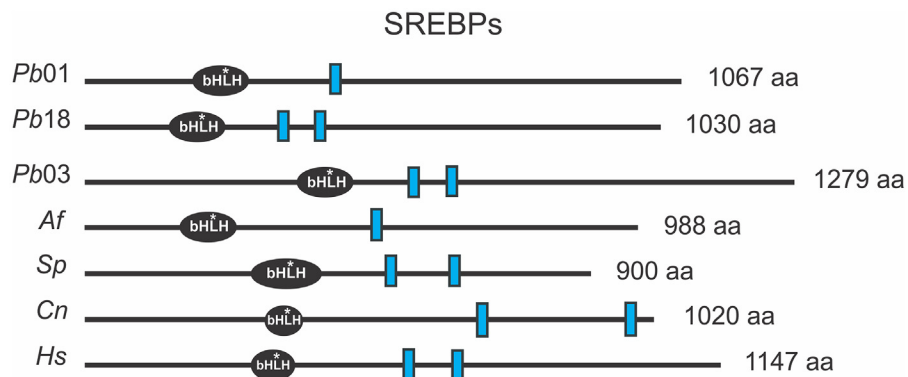 SREBPs
Pb01 bHLH * 1067 aa
Pb18 bHLH * 1030 aa
Pb03 bHLH * 1279 aa
Af bHLH * 988 aa
Sp bHLH * 900 aa
Cn bHLH * 1020 aa
Hs bHLH * 1147 aa